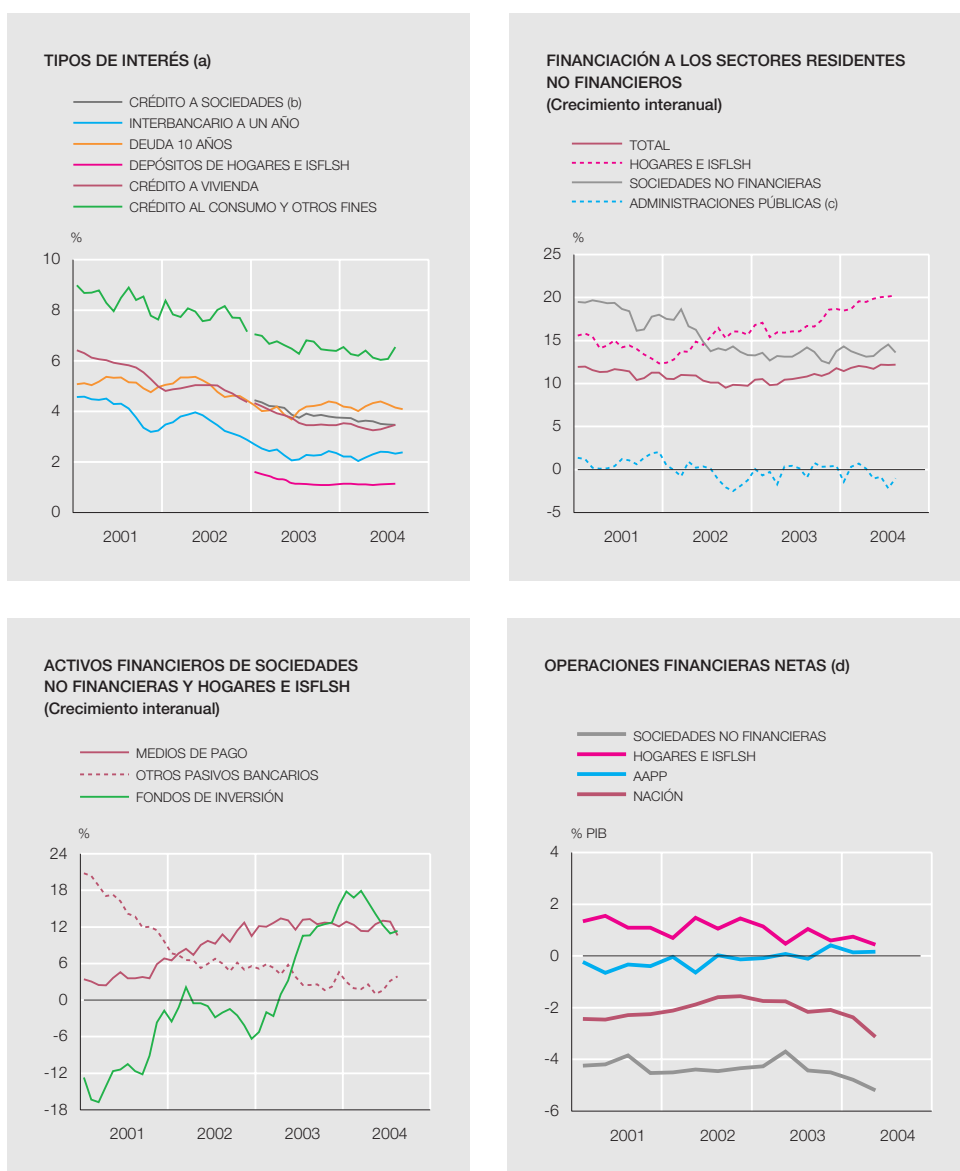 TIPOS DE INTERÉS (a)
CRÉDITO A SOCIEDADES (b)
INTERBANCARIO A UN AÑO
DEUDA 10 AÑOS
DEPÓSITOS DE HOGARES E ISFLSH
CRÉDITO A VIVIENDA
CRÉDITO AL CONSUMO Y OTROS FINES
%
10
8
6
4
2
0
2001 2002 2003 2004
FINANCIACIÓN A LOS SECTORES RESIDENTES
NO FINANCIEROS
(Crecimiento interanual)
TOTAL
HOGARES E ISFLSH
SOCIEDADES NO FINANCIERAS
ADMINISTRACIONES PÚBLICAS (c)
%
25
20
15
10
5
0
-5
2001 2002 2003 2004
ACTIVOS FINANCIEROS DE SOCIEDADES
NO FINANCIERAS Y HOGARES E ISFLSH
(Crecimiento interanual)
MEDIOS DE PAGO
OTROS PASIVOS BANCARIOS
FONDOS DE INVERSIÓN
%
24
18
12
6
0
-6
-12
-18
2001 2002 2003 2004
OPERACIONES FINANCIERAS NETAS (d)
SOCIEDADES NO FINANCIERAS
HOGARES E ISFLSH
AAPP
NACIÓN
% PIB
4
2
0
-2
-4
-6
2001 2002 2003 2004